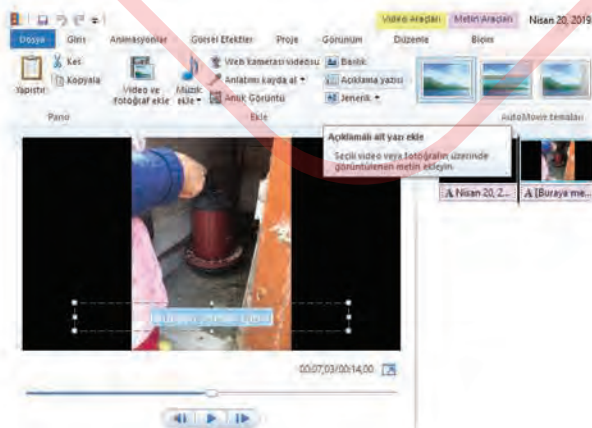 Video Araçları Metin Araçları Nisan 20, 2019
Dosya Giriş Animasyonlar Görsel Efektler Proje Görünüm Düzenle Biçim
Yapıştır
Kes
Kopyala
Video ve fotoğraf ekle
Müzik ekle
Web kamerası videosu
Anlatımı kayda al
Anlık Görüntü
Başlık
Açıklama yazısı
Jenerik
Pano Ekle AutoMovie temaları
Açıklamalı alt yazı ekle
Seçili video veya fotoğrafın üzerinde
görüntülenen metin ekleyin.
A Nisan 20, 2... A [Buraya me...
00:07,03/00:14,00